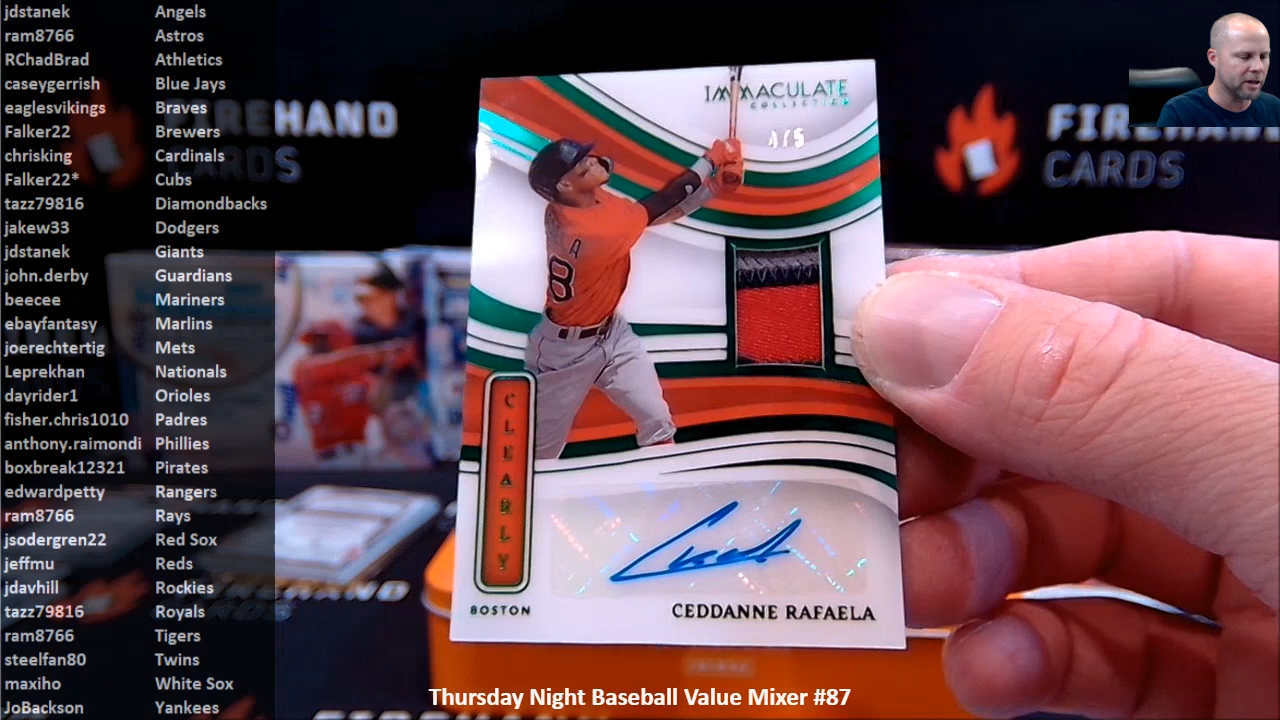 jdstanek Angels
ram8766 Astros
RChadBrad Athletics
caseygerrish Blue Jays
eaglesvikings Braves
Falker22 Brewers
chrisking Cardinals
Falker22* Cubs
tazz79816 Diamondbacks
jakew33 Dodgers
jdstanek Giants
john.derby Guardians
beecee Mariners
ebayfantasy Marlins
joerechtertig Mets
Leprekhan Nationals
dayrider1 Orioles
fisher.chris1010 Padres
anthony.raimondi Phillies
boxbreak12321 Pirates
edwardpetty Rangers
ram8766 Rays
jsodergren22 Red Sox
jeffmu Reds
jdavhill Rockies
tazz79816 Royals
ram8766 Tigers
steelfan80 Twins
maxiho White Sox
JoBackson Yankees
FIREHAND
CARDS
IMMACULATE
COLLECTION
4/5
A
8
CLEARLY
BOSTON
CEDDANNE RAFAELA
Thursday Night Baseball Value Mixer #87